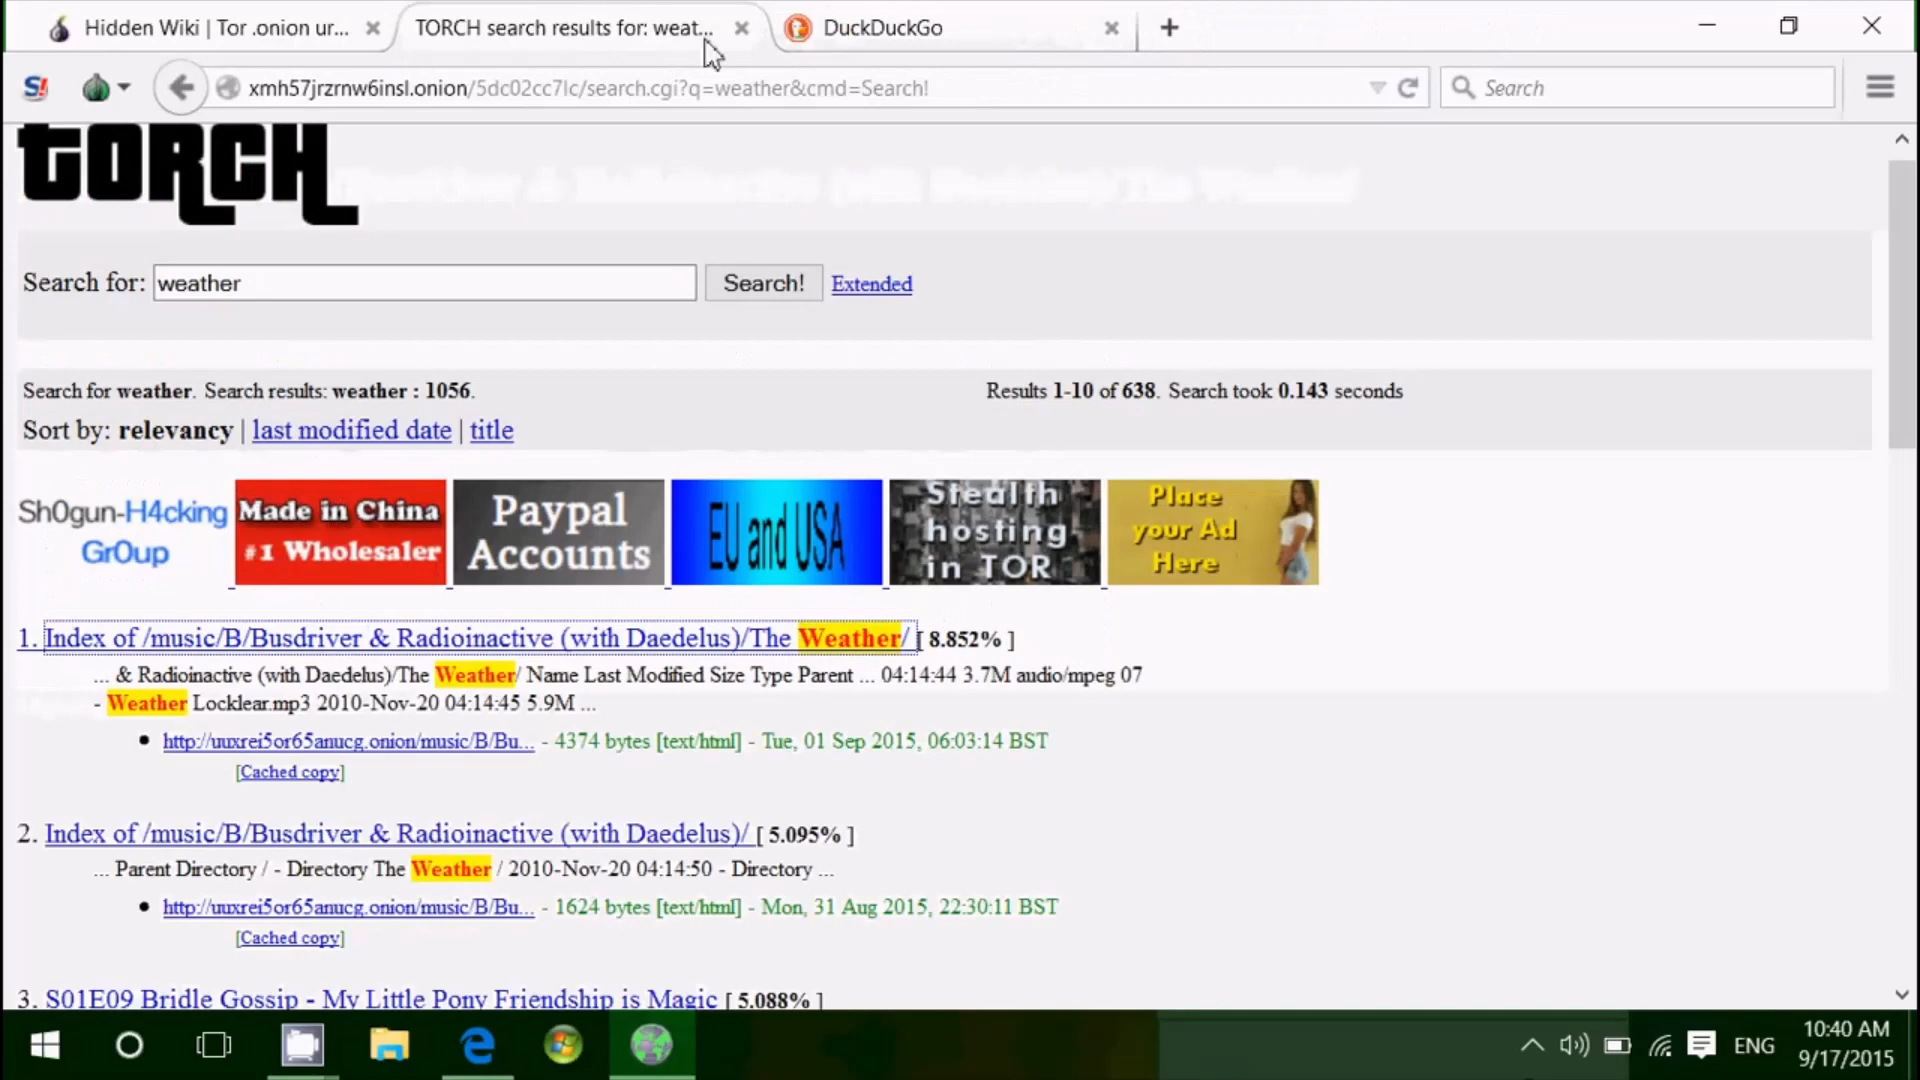 Hidden Wiki | Tor .onion ur...
TORCH search results for: weat...
DuckDuckGo
S!
xmh57jrzrnw6insl.onion/5dc02cc7lc/search.cgi?q=weather&cmd=Search!
Search
TORCH
Search for: weather Search! Extended
Search for weather. Search results: weather : 1056.
Results 1-10 of 638. Search took 0.143 seconds
Sort by: relevancy | last modified date | title
Sh0gun-H4cking
Gr0up
Made in China
#1 Wholesaler
Paypal
Accounts
EU and USA
Stealth
hosting
in TOR
Place
your Ad
Here
1. Index of /music/B/Busdriver & Radioinactive (with Daedelus)/The Weather/ [ 8.852% ]
... & Radioinactive (with Daedelus)/The Weather/ Name Last Modified Size Type Parent ... 04:14:44 3.7M audio/mpeg 07
- Weather Locklear.mp3 2010-Nov-20 04:14:45 5.9M ...
• http://uuxrei5or65anucg.onion/music/B/Bu... - 4374 bytes [text/html] - Tue, 01 Sep 2015, 06:03:14 BST
[Cached copy]
2. Index of /music/B/Busdriver & Radioinactive (with Daedelus)/ [ 5.095% ]
... Parent Directory / - Directory The Weather / 2010-Nov-20 04:14:50 - Directory ...
• http://uuxrei5or65anucg.onion/music/B/Bu... - 1624 bytes [text/html] - Mon, 31 Aug 2015, 22:30:11 BST
[Cached copy]
3. S01E09 Bridle Gossip - My Little Pony Friendship is Magic [ 5.088% ]
ENG
10:40 AM
9/17/2015